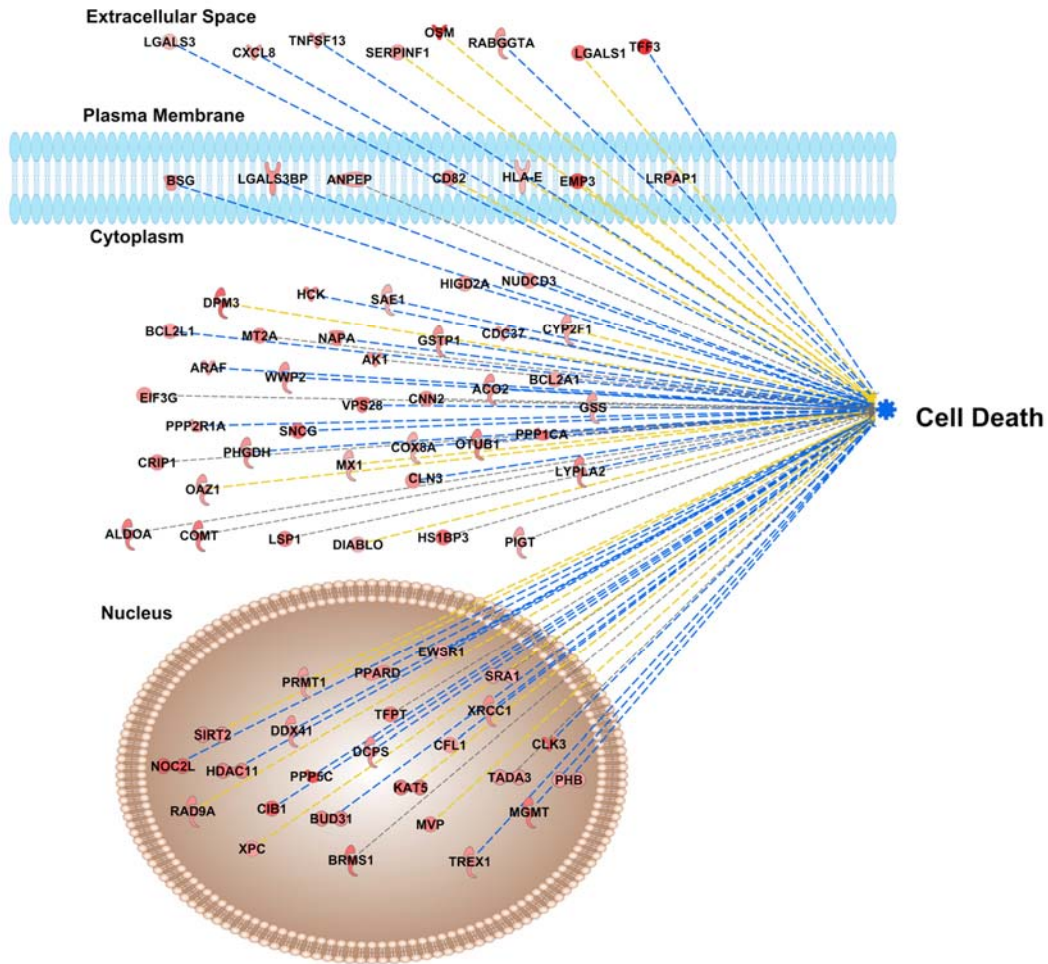 Extracellular Space
LGALS3
CXCL8
TNFSF13
SERPINF1
OSM
RABGGTA
LGALS1
TFF3
Plasma Membrane
BSG
LGALS3BP
ANPEP
CD82
HLA-E
EMP3
LRPAP1
Cytoplasm
DPM3
HCK
SAE1
HIGD2A
NUDCD3
BCL2L1
MT2A
NAPA
GSTP1
CDC37
CYP2F1
ARAF
WWP2
AK1
ACO2
BCL2A1
EIF3G
VPS28
CNN2
GSS
PPP2R1A
SNCG
COX8A
OTUB1
PPP1CA
CRIP1
PHGDH
MX1
CLN3
LYPLA2
OAZ1
ALDOA
COMT
LSP1
DIABLO
HS1BP3
PIGT
Cell Death
Nucleus
EWSR1
PRMT1
PPARD
SRA1
TFPT
XRCC1
SIRT2
DDX41
DCPS
CFL1
CLK3
NOC2L
HDAC11
PPP5C
KAT5
TADA3
PHB
RAD9A
CIB1
BUD31
MVP
MGMT
XPC
BRMS1
TREX1